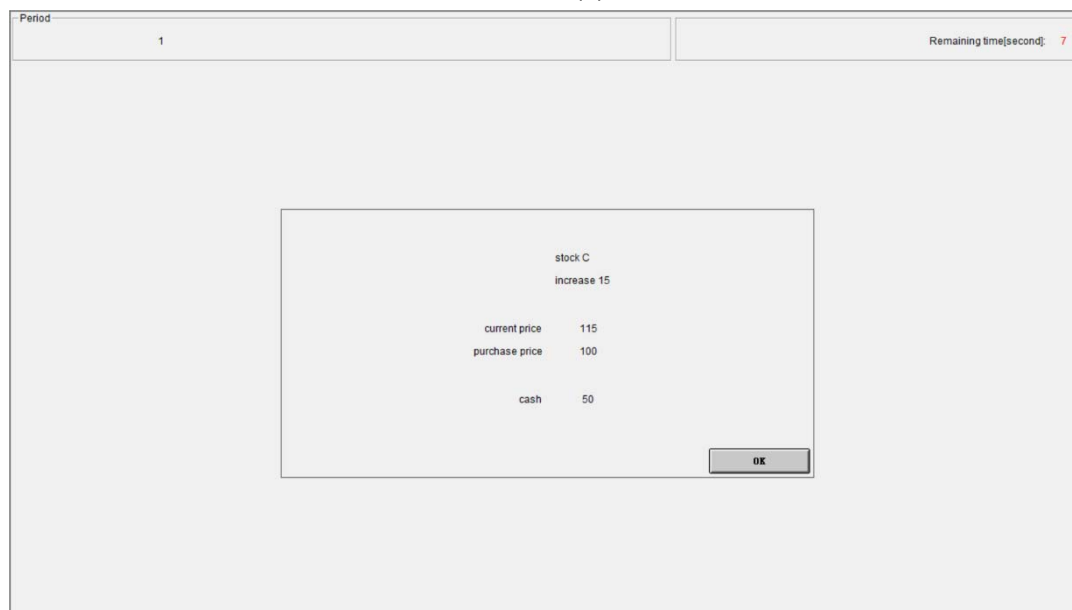 Period
1
Remaining time[second]: 7
stock C
increase 15
current price 115
purchase price 100
cash 50
OK